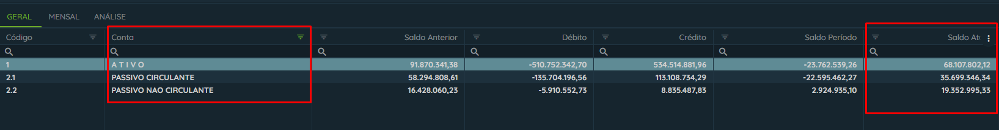 GERAL MENSAL ANÁLISE
Código Conta Saldo Anterior Débito Crédito Saldo Período Saldo Atu
1 A T I V O 91.870.341,38 -510.752.342,70 534.514.881,96 -23.762.539,26 68.107.802,12
2.1 PASSIVO CIRCULANTE 58.294.808,61 -135.704.196,56 113.108.734,29 -22.595.462,27 35.699.346,34
2.2 PASSIVO NAO CIRCULANTE 16.428.060,23 -5.910.552,73 8.835.487,83 2.924.935,10 19.352.995,33